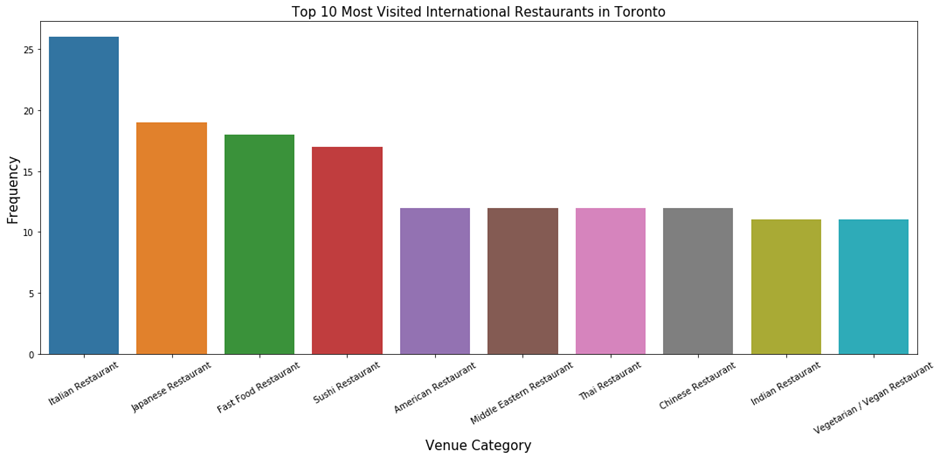 Top 10 Most Visited International Restaurants in Toronto
Frequency
25
20
15
10
5
0
Italian Restaurant
Japanese Restaurant
Fast Food Restaurant
Sushi Restaurant
American Restaurant
Middle Eastern Restaurant
Thai Restaurant
Chinese Restaurant
Indian Restaurant
Vegetarian / Vegan Restaurant
Venue Category